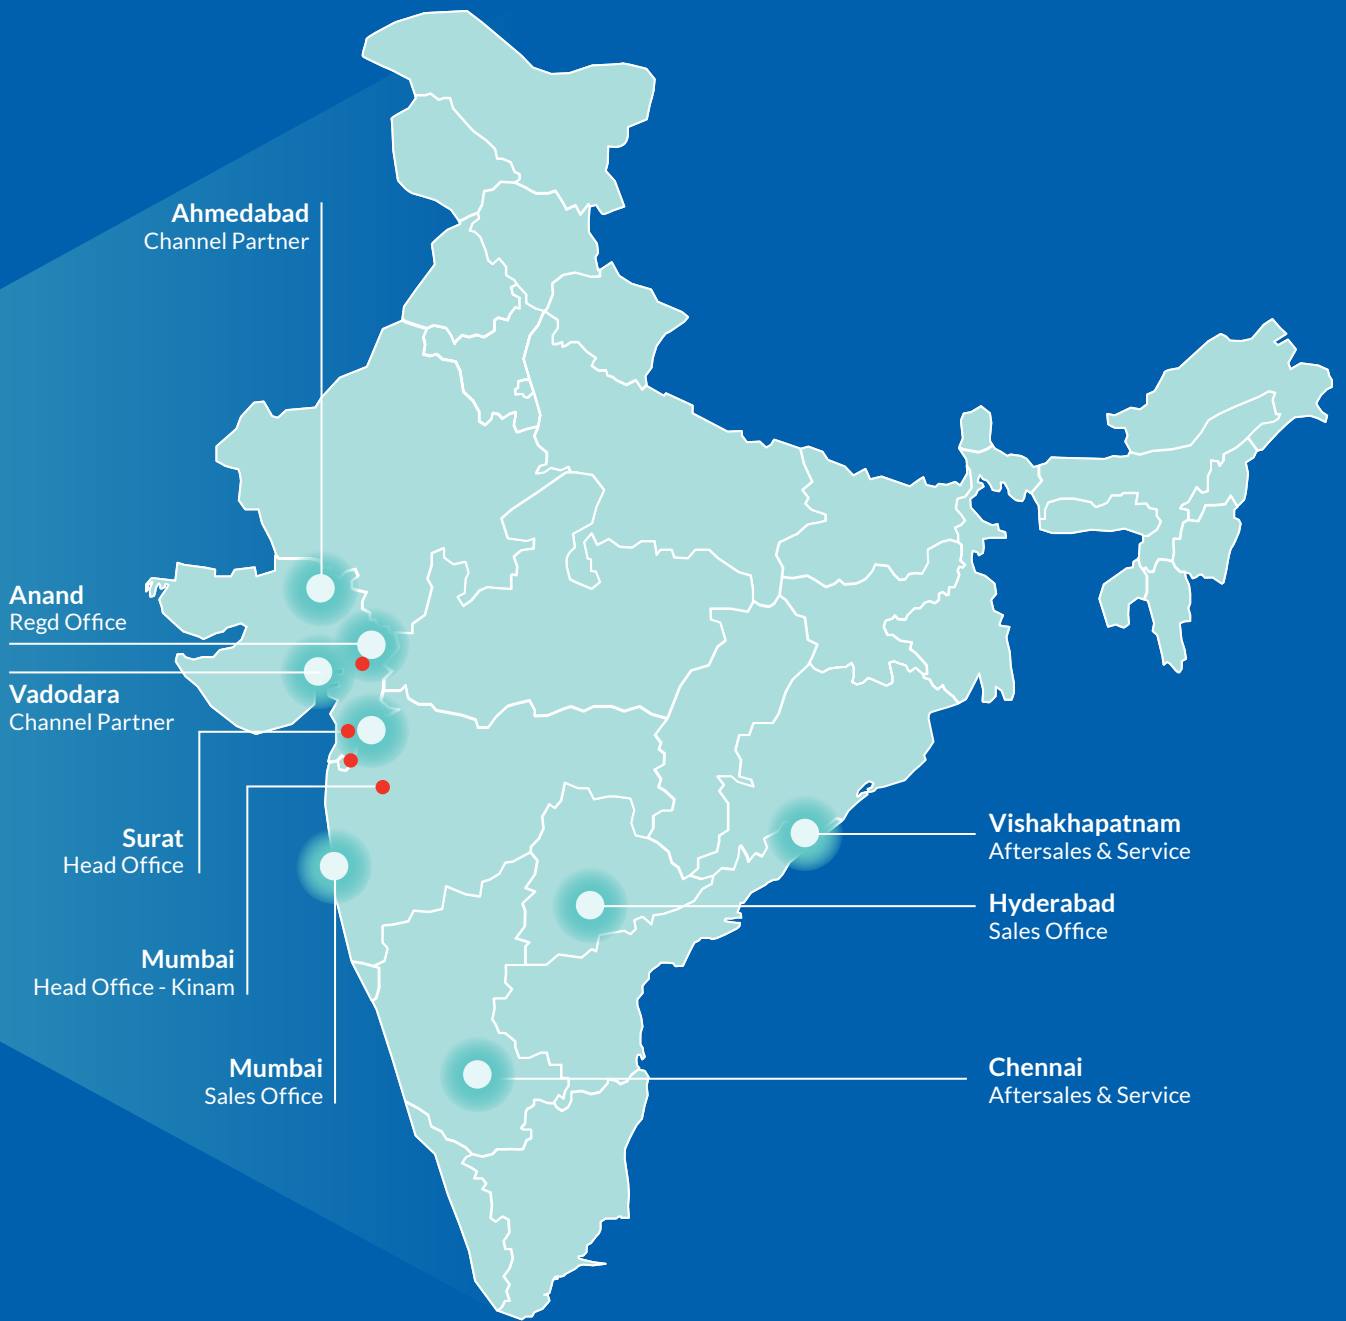 Ahmedabad
Channel Partner
Anand
Regd Office
Vadodara
Channel Partner
Surat
Head Office
Mumbai
Head Office - Kinam
Mumbai
Sales Office
Vishakhapatnam
Aftersales & Service
Hyderabad
Sales Office
Chennai
Aftersales & Service